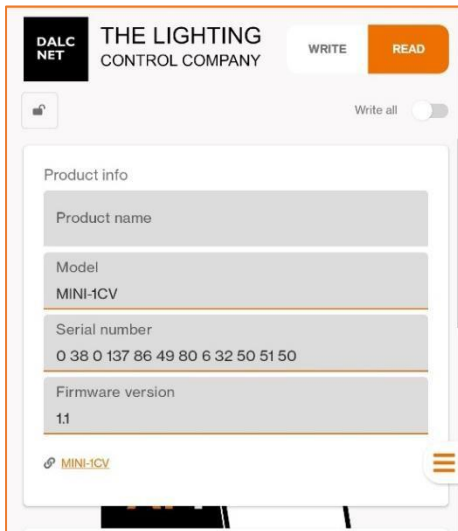 DALC
NET
THE LIGHTING
CONTROL COMPANY
WRITE
READ
Write all
Product info
Product name
Model
MINI-1CV
Serial number
0 38 0 137 86 49 80 6 32 50 51 50
Firmware version
1.1
MINI-1CV